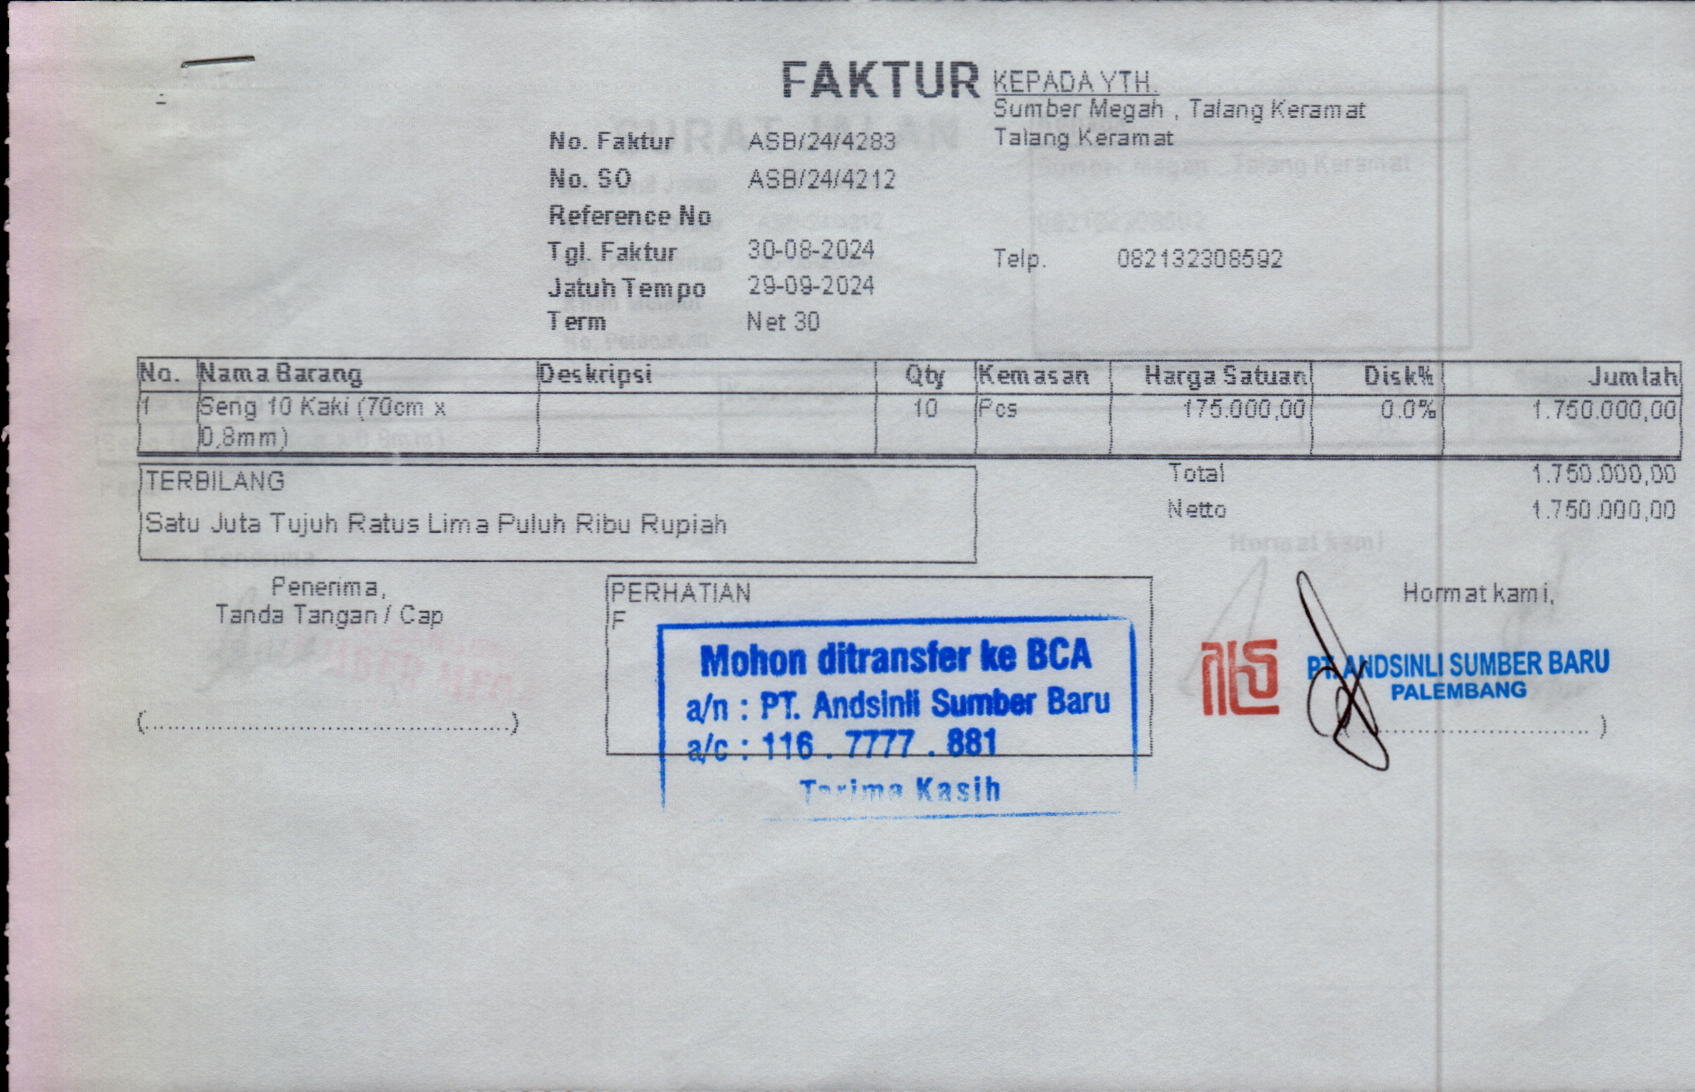 FAKTUR
KEPADA YTH.
Sumber Megah , Talang Keramat
Talang Keramat
No. Faktur ASB/24/4283
No. SO ASB/24/4212
Reference No
Tgl. Faktur 30-08-2024
Telp. 082132308592
Jatuh Tempo 29-09-2024
Term Net 30
No. Nama Barang Deskripsi Qty Kemasan Harga Satuan Disk% Jumlah
1 Seng 10 Kaki (70cm x 10 Pcs 175.000,00 0.0% 1.750.000,00
0,8mm)
TERBILANG
Satu Juta Tujuh Ratus Lima Puluh Ribu Rupiah
Total 1.750.000,00
Netto 1.750.000,00
Penerima,
Tanda Tangan / Cap
(..............................................)
PERHATIAN
F
Mohon ditransfer ke BCA
a/n : PT. Andsinli Sumber Baru
a/c : 116 . 7777 . 881
Terima Kasih
Hormat kami,
PT. ANDSINLI SUMBER BARU
PALEMBANG